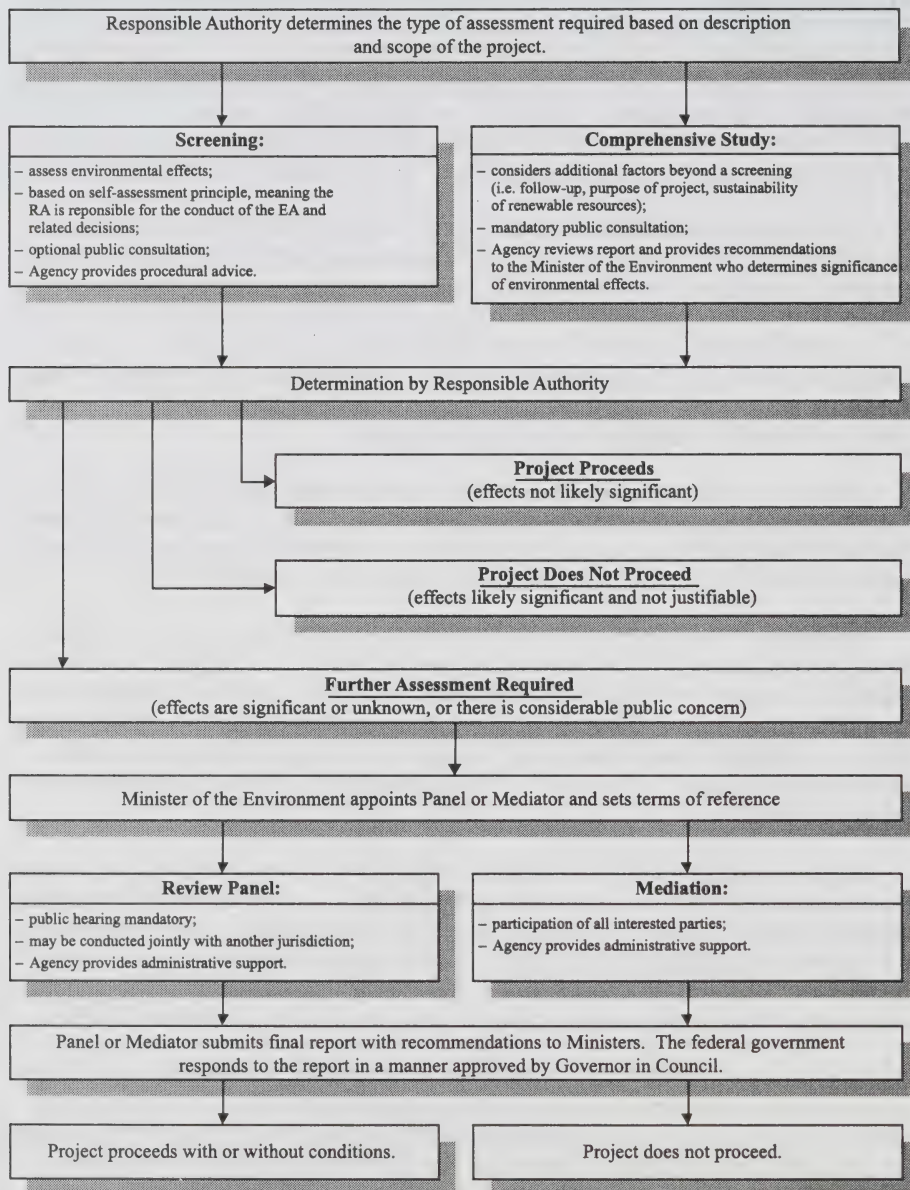 Responsible Authority determines the type of assessment required based on description
and scope of the project.
Screening:
– assess environmental effects;
– based on self-assessment principle, meaning the
RA is reponsible for the conduct of the EA and
related decisions;
– optional public consultation;
– Agency provides procedural advice.
Comprehensive Study:
– considers additional factors beyond a screening
(i.e. follow-up, purpose of project, sustainability
of renewable resources);
– mandatory public consultation;
– Agency reviews report and provides recommendations
to the Minister of the Environment who determines significance
of environmental effects.
Determination by Responsible Authority
Project Proceeds
(effects not likely significant)
Project Does Not Proceed
(effects likely significant and not justifiable)
Further Assessment Required
(effects are significant or unknown, or there is considerable public concern)
Minister of the Environment appoints Panel or Mediator and sets terms of reference
Review Panel:
– public hearing mandatory;
– may be conducted jointly with another jurisdiction;
– Agency provides administrative support.
Mediation:
– participation of all interested parties;
– Agency provides administrative support.
Panel or Mediator submits final report with recommendations to Ministers. The federal government
responds to the report in a manner approved by Governor in Council.
Project proceeds with or without conditions.
Project does not proceed.